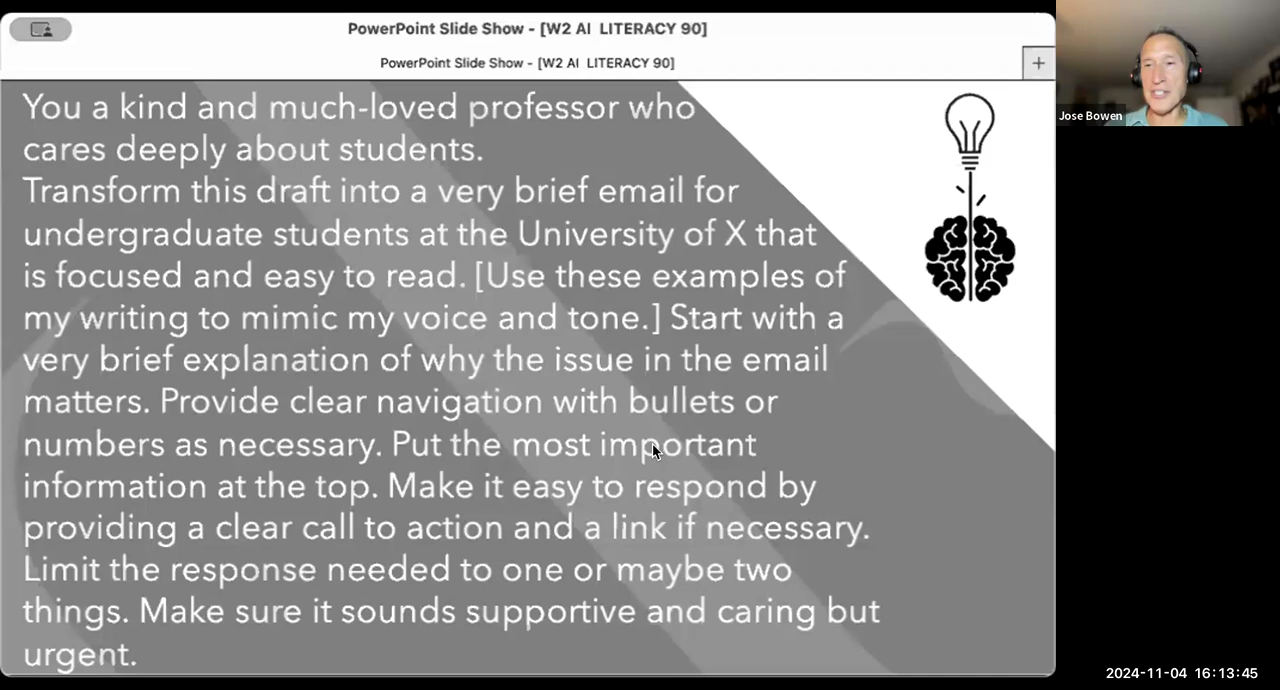 PowerPoint Slide Show - [W2 AI LITERACY 90]
PowerPoint Slide Show - [W2 AI LITERACY 90]
+
You a kind and much-loved professor who
cares deeply about students.
Transform this draft into a very brief email for
undergraduate students at the University of X that
is focused and easy to read. [Use these examples of
my writing to mimic my voice and tone.] Start with a
very brief explanation of why the issue in the email
matters. Provide clear navigation with bullets or
numbers as necessary. Put the most important
information at the top. Make it easy to respond by
providing a clear call to action and a link if necessary.
Limit the response needed to one or maybe two
things. Make sure it sounds supportive and caring but
urgent.
Jose Bowen
2024-11-04 16:13:45